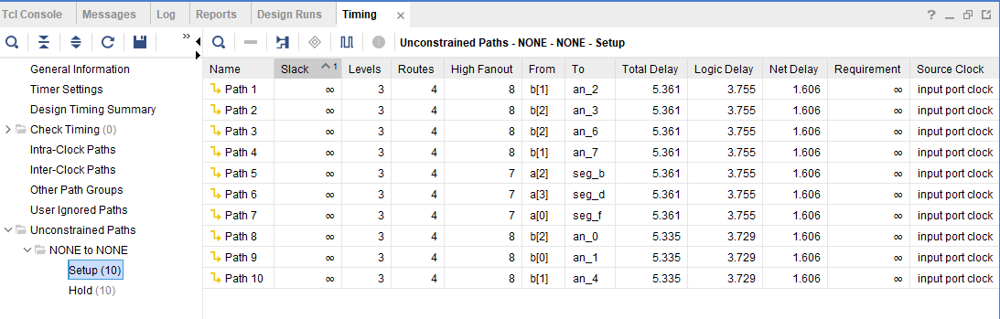 Tcl Console Messages Log Reports Design Runs Timing × ? _
» Unconstrained Paths - NONE - NONE - Setup
General Information
Timer Settings
Design Timing Summary
Check Timing (0)
Intra-Clock Paths
Inter-Clock Paths
Other Path Groups
User Ignored Paths
Unconstrained Paths
NONE to NONE
Setup (10)
Hold (10)
Name Slack ^1 Levels Routes High Fanout From To Total Delay Logic Delay Net Delay Requirement Source Clock
Path 1 ∞ 3 4 8 b[1] an_2 5.361 3.755 1.606 ∞ input port clock
Path 2 ∞ 3 4 8 b[2] an_3 5.361 3.755 1.606 ∞ input port clock
Path 3 ∞ 3 4 8 b[2] an_6 5.361 3.755 1.606 ∞ input port clock
Path 4 ∞ 3 4 8 b[1] an_7 5.361 3.755 1.606 ∞ input port clock
Path 5 ∞ 3 4 7 a[2] seg_b 5.361 3.755 1.606 ∞ input port clock
Path 6 ∞ 3 4 7 a[3] seg_d 5.361 3.755 1.606 ∞ input port clock
Path 7 ∞ 3 4 7 a[0] seg_f 5.361 3.755 1.606 ∞ input port clock
Path 8 ∞ 3 4 8 b[2] an_0 5.335 3.729 1.606 ∞ input port clock
Path 9 ∞ 3 4 8 b[0] an_1 5.335 3.729 1.606 ∞ input port clock
Path 10 ∞ 3 4 8 b[1] an_4 5.335 3.729 1.606 ∞ input port clock